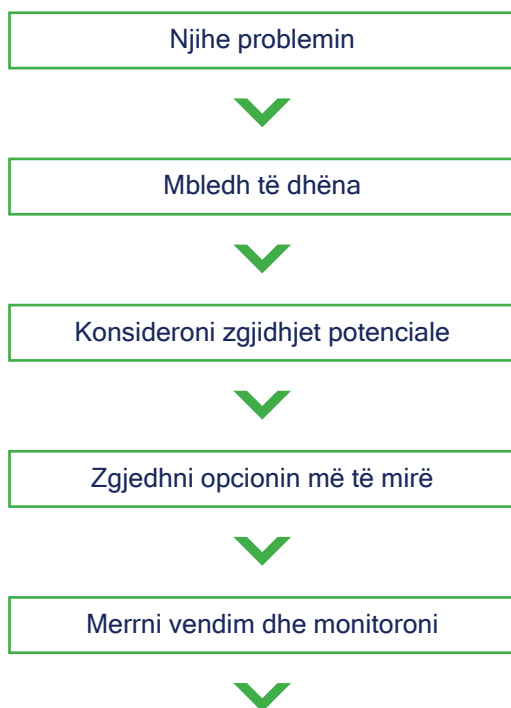 Njihe problemin
Mbledh të dhëna
Konsideroni zgjidhjet potenciale
Zgjedhni opcionin më të mirë
Merrni vendim dhe monitoroni